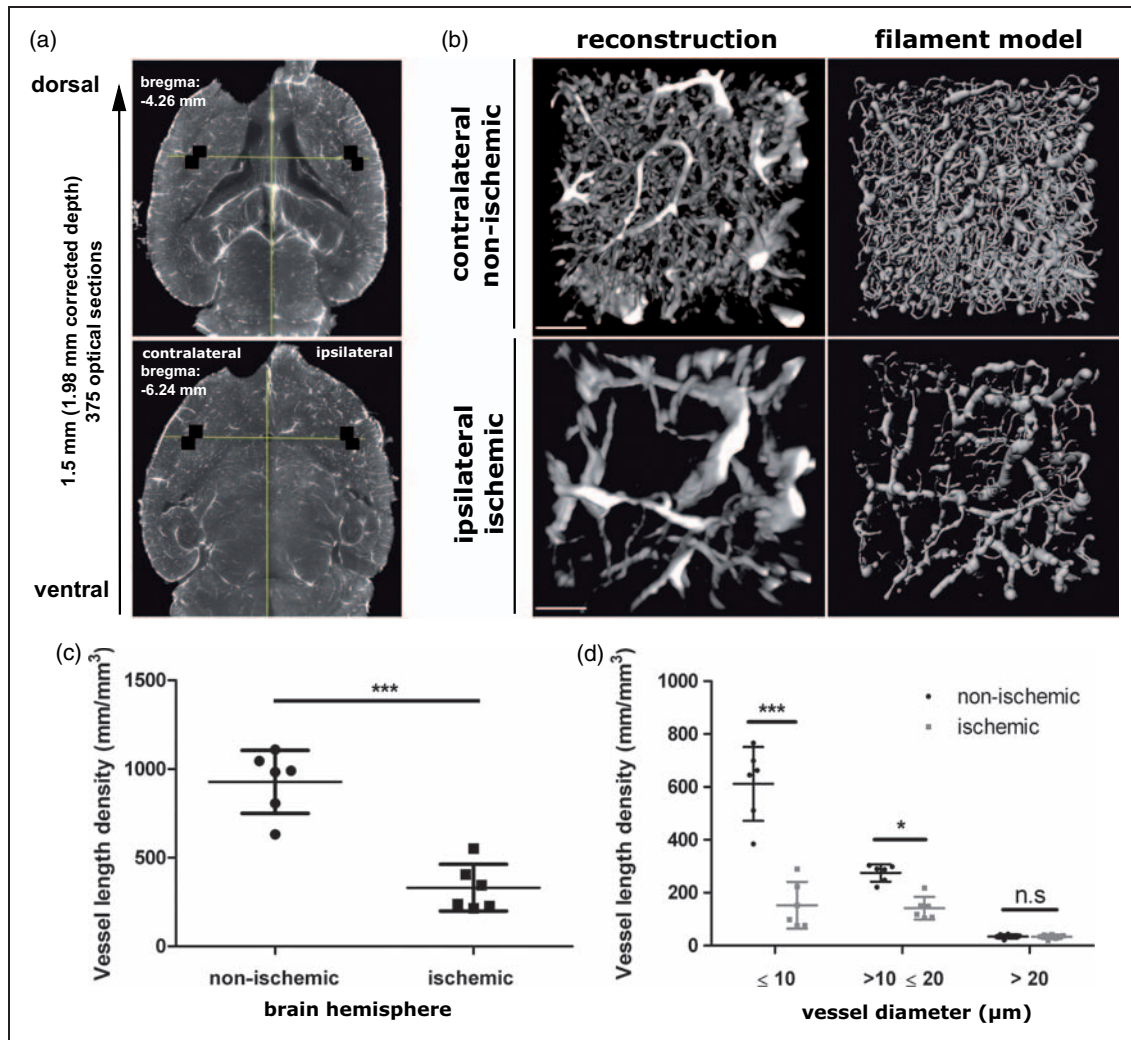 (a)
dorsal
ventral
1.5 mm (1.98 mm corrected depth)
375 optical sections
bregma:
-4.26 mm
contralateral
ipsilateral
bregma:
-6.24 mm
(b)
reconstruction
filament model
contralateral
non-ischemic
ipsilateral
ischemic
(c)
Vessel length density (mm/mm³)
1500
1000
500
0
***
non-ischemic
ischemic
brain hemisphere
(d)
Vessel length density (mm/mm³)
1000
800
600
400
200
0
***
*
n.s
non-ischemic
ischemic
≤ 10
>10 ≤ 20
> 20
vessel diameter (µm)